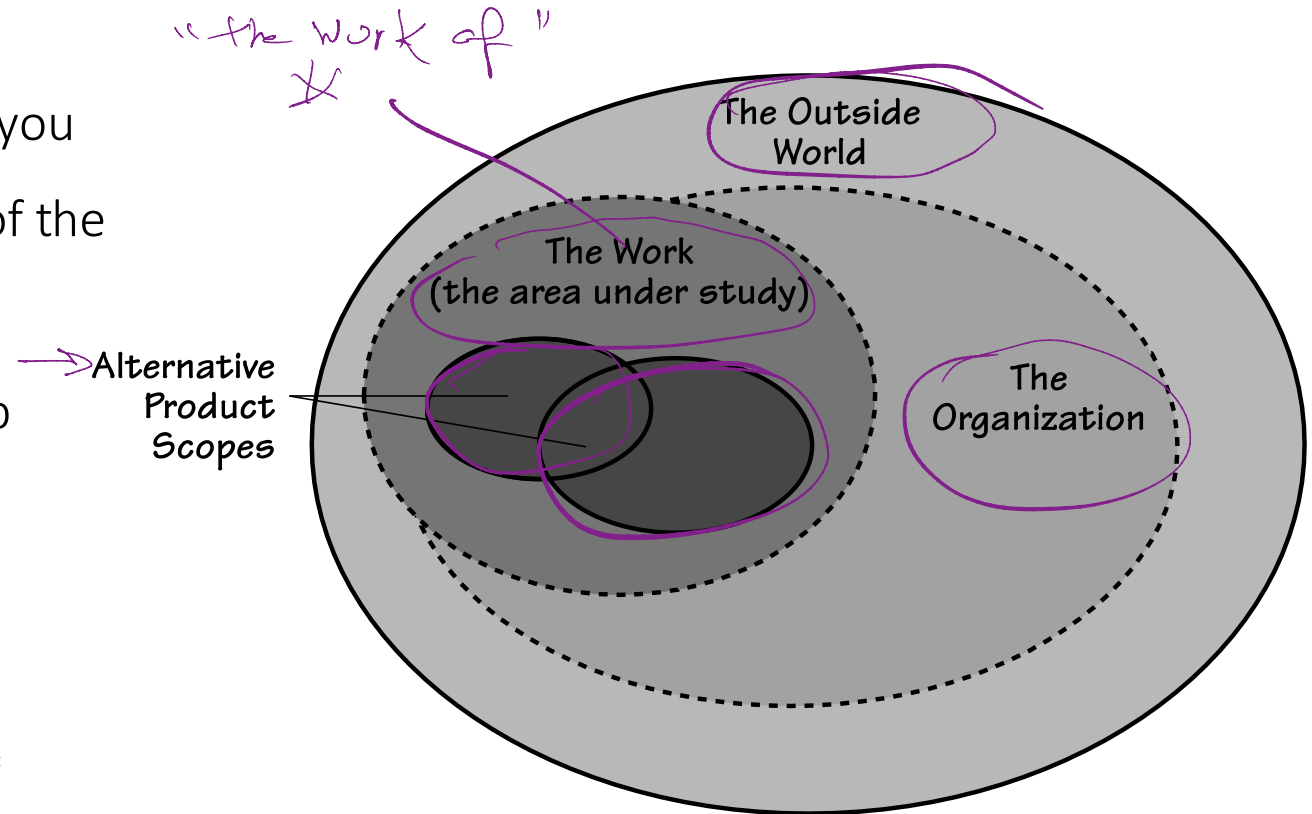 "the work of"
you
The Outside
World
of the
The Work
(the area under study)
Alternative
Product
Scopes
The
Organization